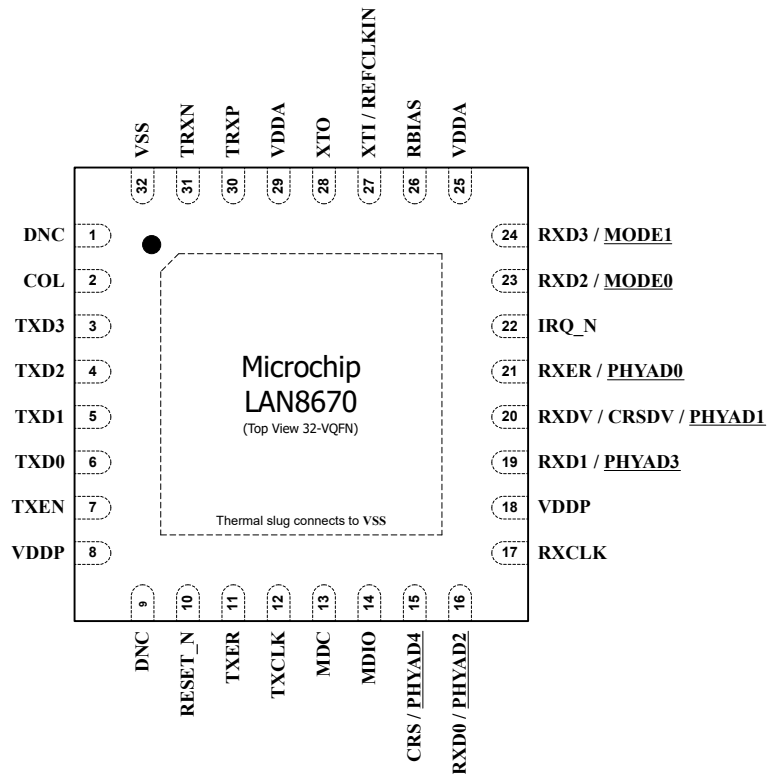 VSS
TRXN
TRXP
VDDA
XTO
XTI / REFCLKIN
RBIAS
VDDA
32
31
30
29
28
27
26
25
DNC 1
24 RXD3 / MODE1
COL 2
23 RXD2 / MODE0
TXD3 3
22 IRQ_N
TXD2 4
21 RXER / PHYAD0
TXD1 5
20 RXDV / CRSDV / PHYAD1
TXD0 6
19 RXD1 / PHYAD3
TXEN 7
18 VDDP
VDDP 8
17 RXCLK
Microchip
LAN8670
(Top View 32-VQFN)
Thermal slug connects to VSS
9
10
11
12
13
14
15
16
DNC
RESET_N
TXER
TXCLK
MDC
MDIO
CRS / PHYAD4
RXD0 / PHYAD2